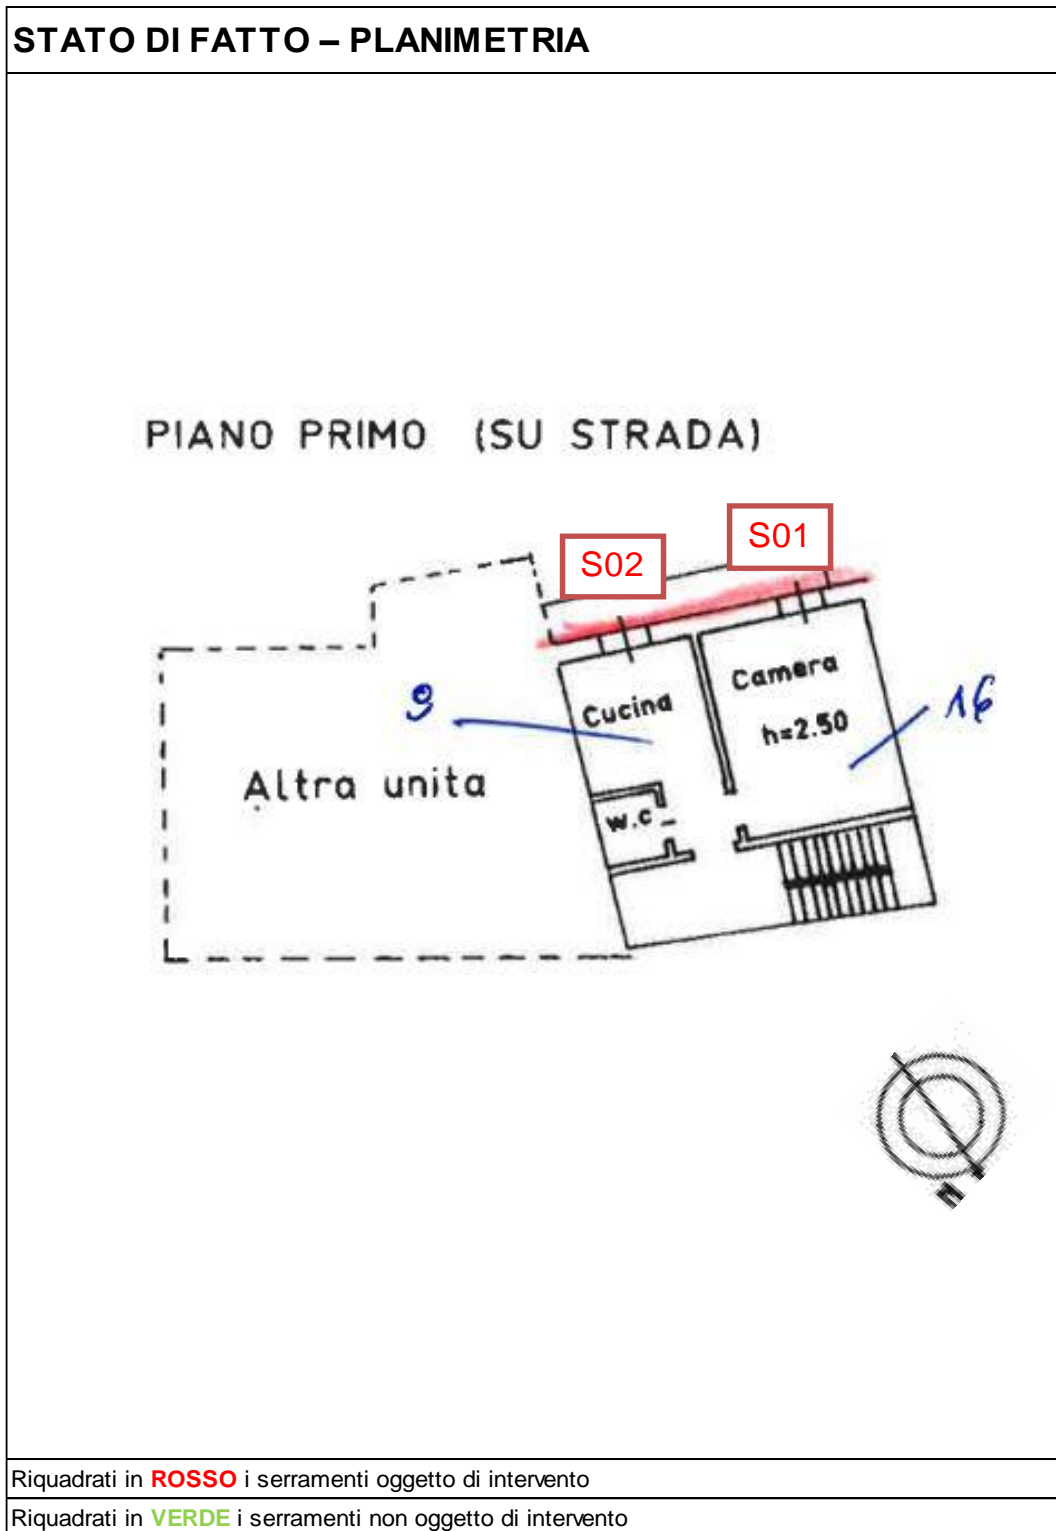 STATO DI FATTO – PLANIMETRIA
PIANO PRIMO (SU STRADA)
S01
S02
Camera
h=2.50
Cucina
9
16
Altra unita
w.c
N
Riquadrati in ROSSO i serramenti oggetto di intervento
Riquadrati in VERDE i serramenti non oggetto di intervento